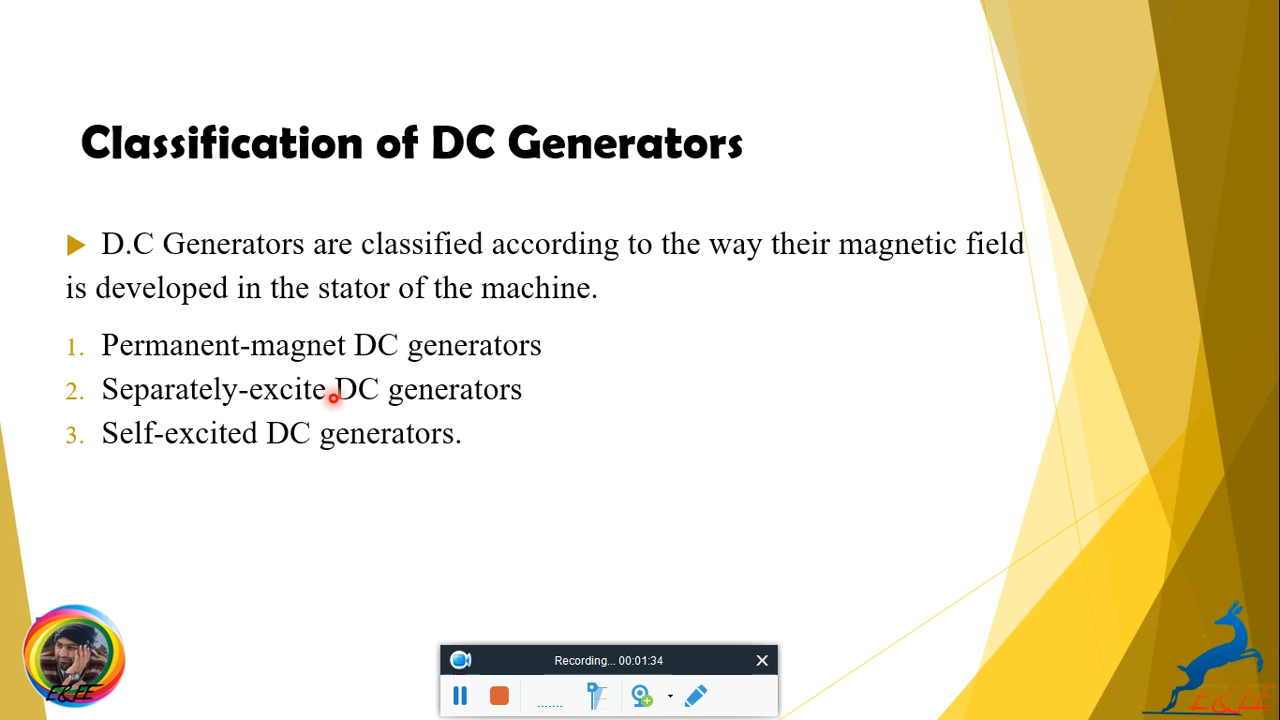 Classification of DC Generators
D.C Generators are classified according to the way their magnetic field
is developed in the stator of the machine.
1. Permanent-magnet DC generators
2. Separately-excite DC generators
3. Self-excited DC generators.
E&EE
Recording... 00:01:34
E&EE